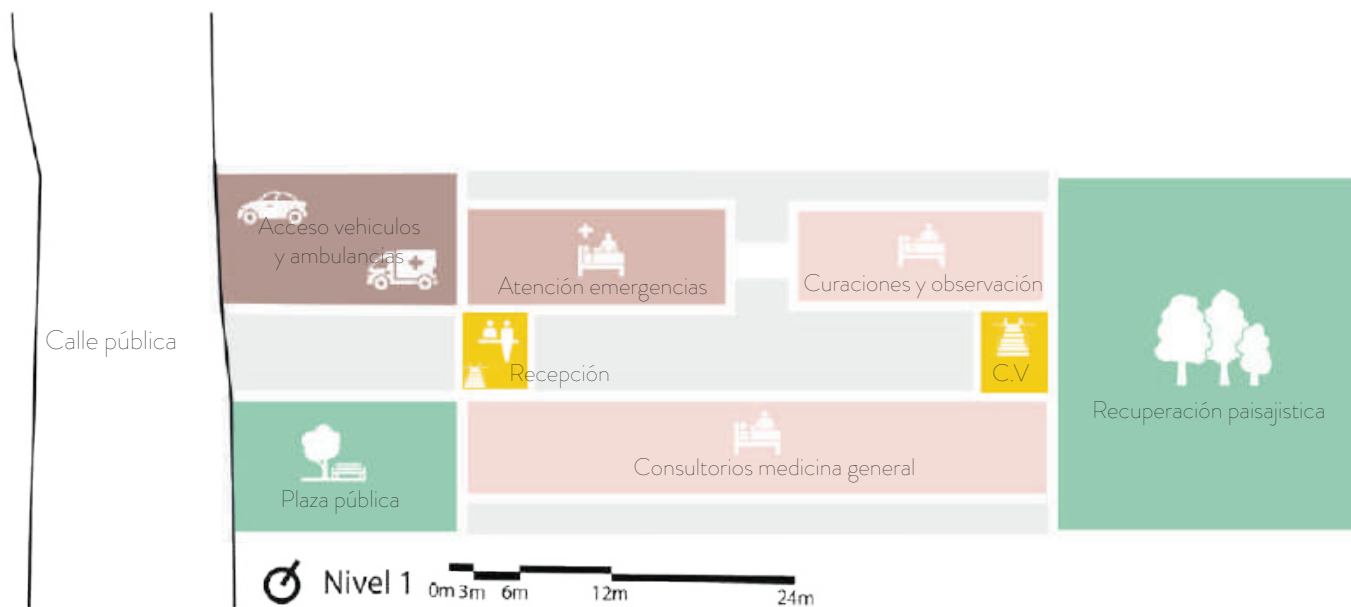 Acceso vehiculos
y ambulancias
Atención emergencias
Curaciones y observación
Calle pública
Recepción
C.V
Recuperación paisajistica
Consultorios medicina general
Plaza pública
Nivel 1
0m 3m 6m 12m 24m